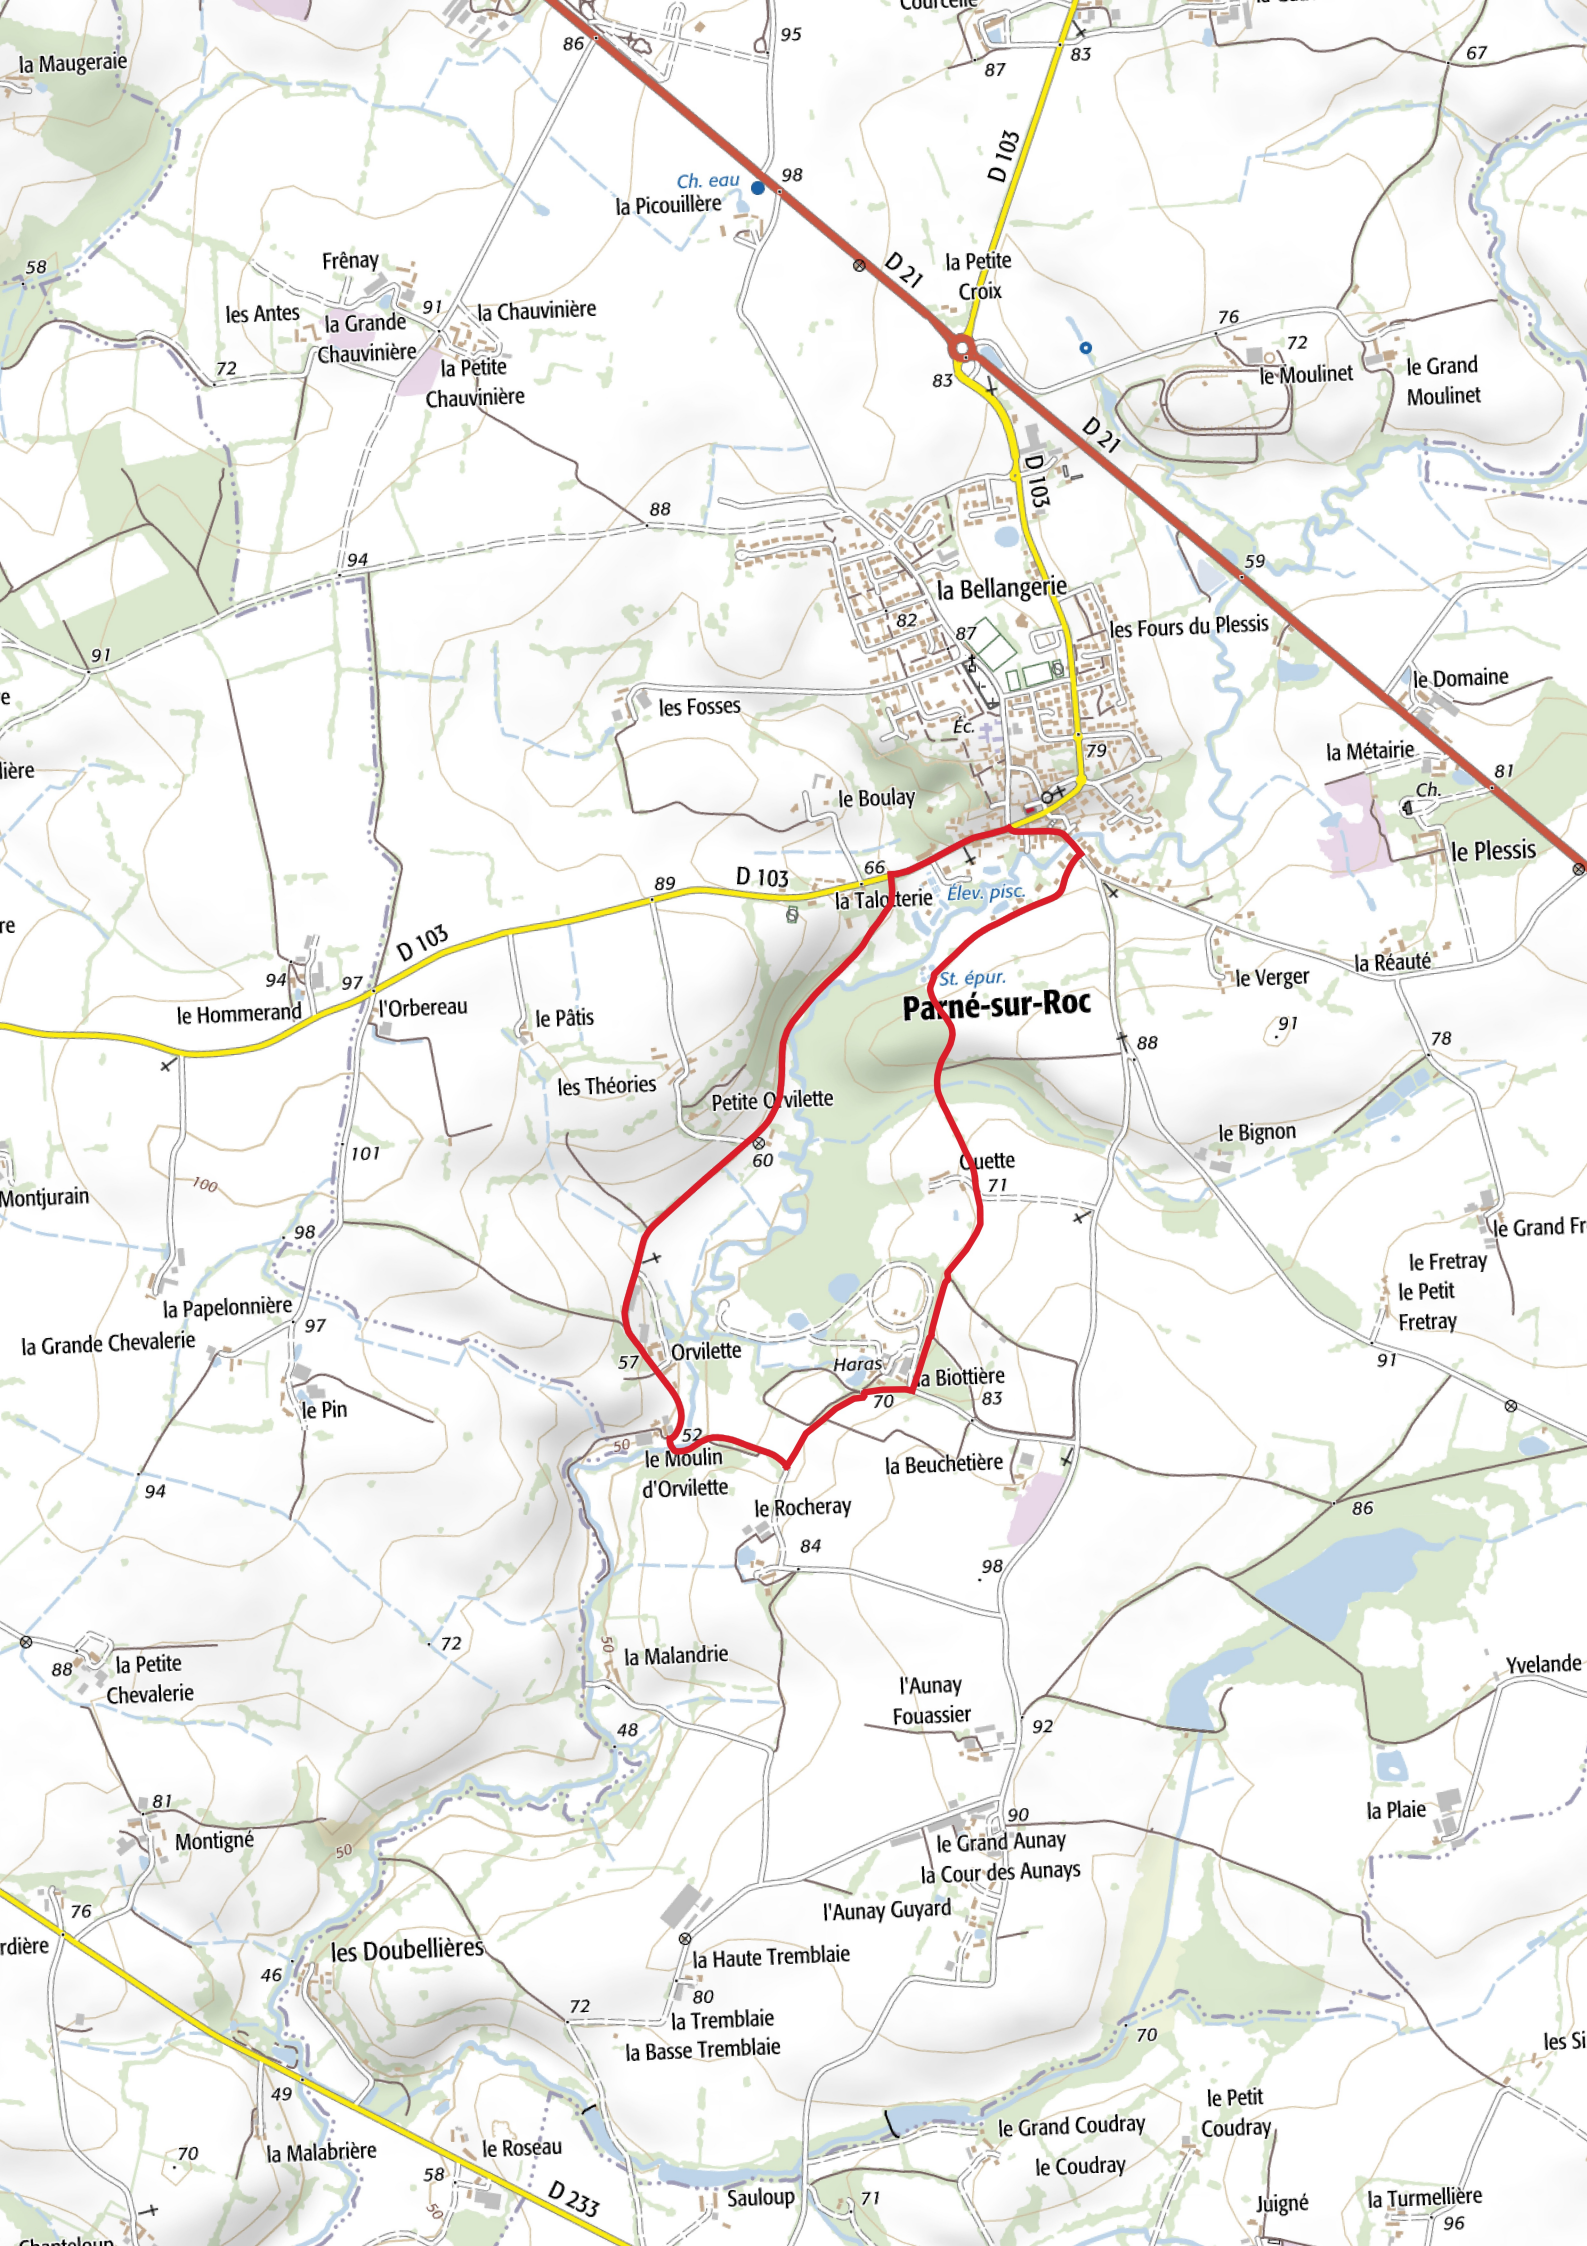 Courcelle
la Maugeraie
86
95
83
87
67
Ch. eau
98
la Picouillère
D 103
58
Frênay
D 21
la Petite
Croix
les Antes
91
la Chauvinière
la Grande
Chauvinière
76
72
72
la Petite
Chauvinière
83
le Moulinet
le Grand
Moulinet
D 21
D 103
88
94
59
la Bellangerie
82
87
les Fours du Plessis
91
e
les Fosses
le Domaine
Éc.
79
la Métairie
lière
81
le Boulay
Ch.
le Plessis
66
D 103
89
la Talotterie
Élev. pisc.
re
D 103
94
97
St. épur.
la Réauté
le Verger
le Hommerand
l'Orbereau
le Pâtis
Parné-sur-Roc
91
88
78
les Théories
Petite Orvilette
le Bignon
101
60
Ouette
71
Montjurain
100
98
le Grand Fr
le Fretray
le Petit
Fretray
la Papelonnière
97
la Grande Chevalerie
57
Orvilette
Haras
la Biottière
91
83
70
le Pin
50
52
le Moulin
d'Orvilette
la Beuchetière
94
le Rocheray
86
84
98
72
50
la Malandrie
88
la Petite
Chevalerie
Yvelande
l'Aunay
Fouassier
48
92
81
Montigné
50
90
la Plaie
le Grand Aunay
la Cour des Aunays
76
l'Aunay Guyard
rdière
les Doubellières
la Haute Tremblaie
46
80
72
la Tremblaie
la Basse Tremblaie
70
les Si
49
le Petit
Coudray
le Grand Coudray
70
la Malabrière
le Roseau
le Coudray
58
D 233
50
Sauloup
71
Juigné
la Turmellière
96
Chanteloup